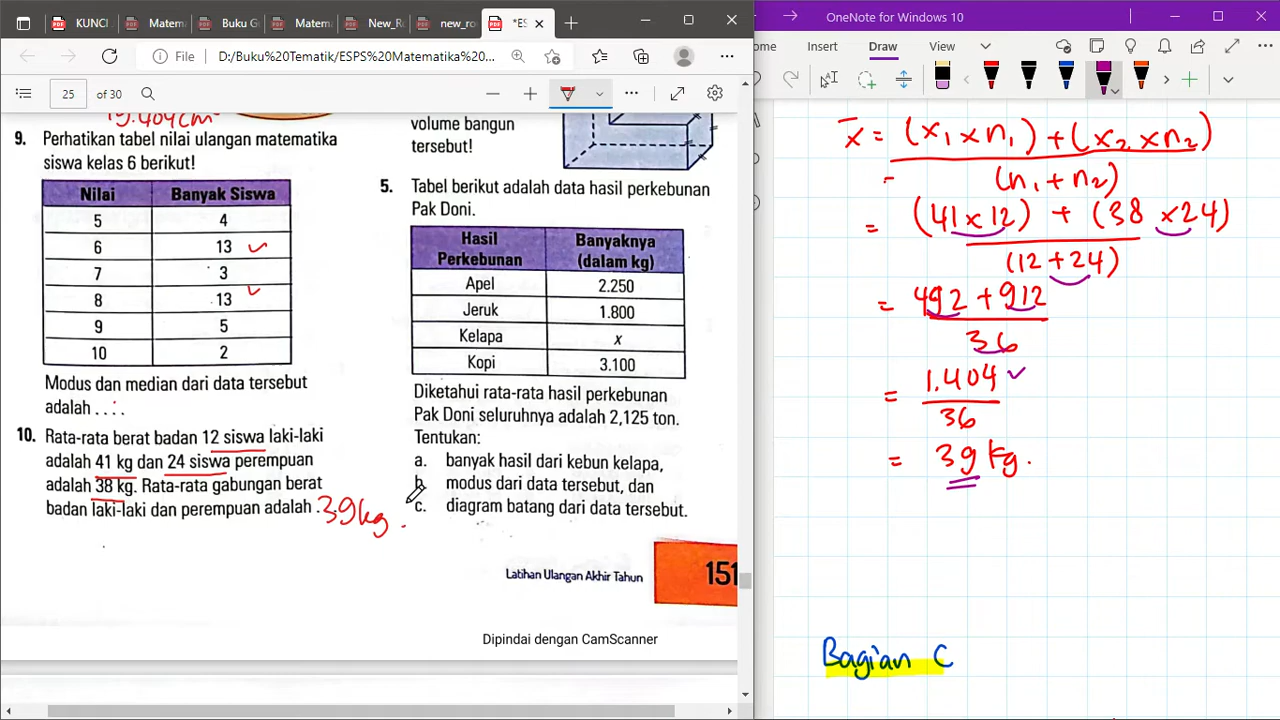 KUNCI
Matem
Buku G
Matem
New_R
new_ro
*ES
File
D:/Buku%20Tematik/ESPS%20Matematika%20...
25
of 30
19.404cm
9. Perhatikan tabel nilai ulangan matematika
siswa kelas 6 berikut!
Nilai Banyak Siswa
5 4
6 13
7 3
8 13
9 5
10 2
Modus dan median dari data tersebut
adalah . . . .
10. Rata-rata berat badan 12 siswa laki-laki
adalah 41 kg dan 24 siswa perempuan
adalah 38 kg. Rata-rata gabungan berat
badan laki-laki dan perempuan adalah . 39 kg.
volume bangun
tersebut!
5. Tabel berikut adalah data hasil perkebunan
Pak Doni.
Hasil Perkebunan Banyaknya (dalam kg)
Apel 2.250
Jeruk 1.800
Kelapa x
Kopi 3.100
Diketahui rata-rata hasil perkebunan
Pak Doni seluruhnya adalah 2,125 ton.
Tentukan:
a. banyak hasil dari kebun kelapa,
b. modus dari data tersebut, dan
c. diagram batang dari data tersebut.
Latihan Ulangan Akhir Tahun 151
Dipindai dengan CamScanner
OneNote for Windows 10
ome Insert Draw View
x̄ = (x₁ x n₁) + (x₂ x n₂)
(n₁ + n₂)
= (41 x 12) + (38 x 24)
(12 + 24)
= 492 + 912
36
= 1.404
36
= 39 kg.
Bagian C